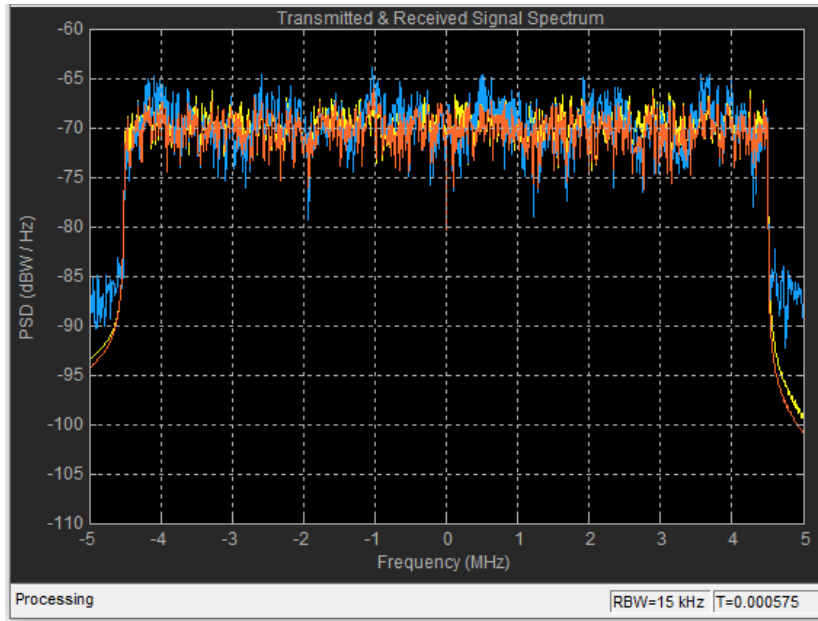 Transmitted & Received Signal Spectrum
-60
-65
-70
-75
-80
-85
-90
-95
-100
-105
-110
PSD (dBW / Hz)
-5 -4 -3 -2 -1 0 1 2 3 4 5
Frequency (MHz)
Processing RBW=15 kHz T=0.000575